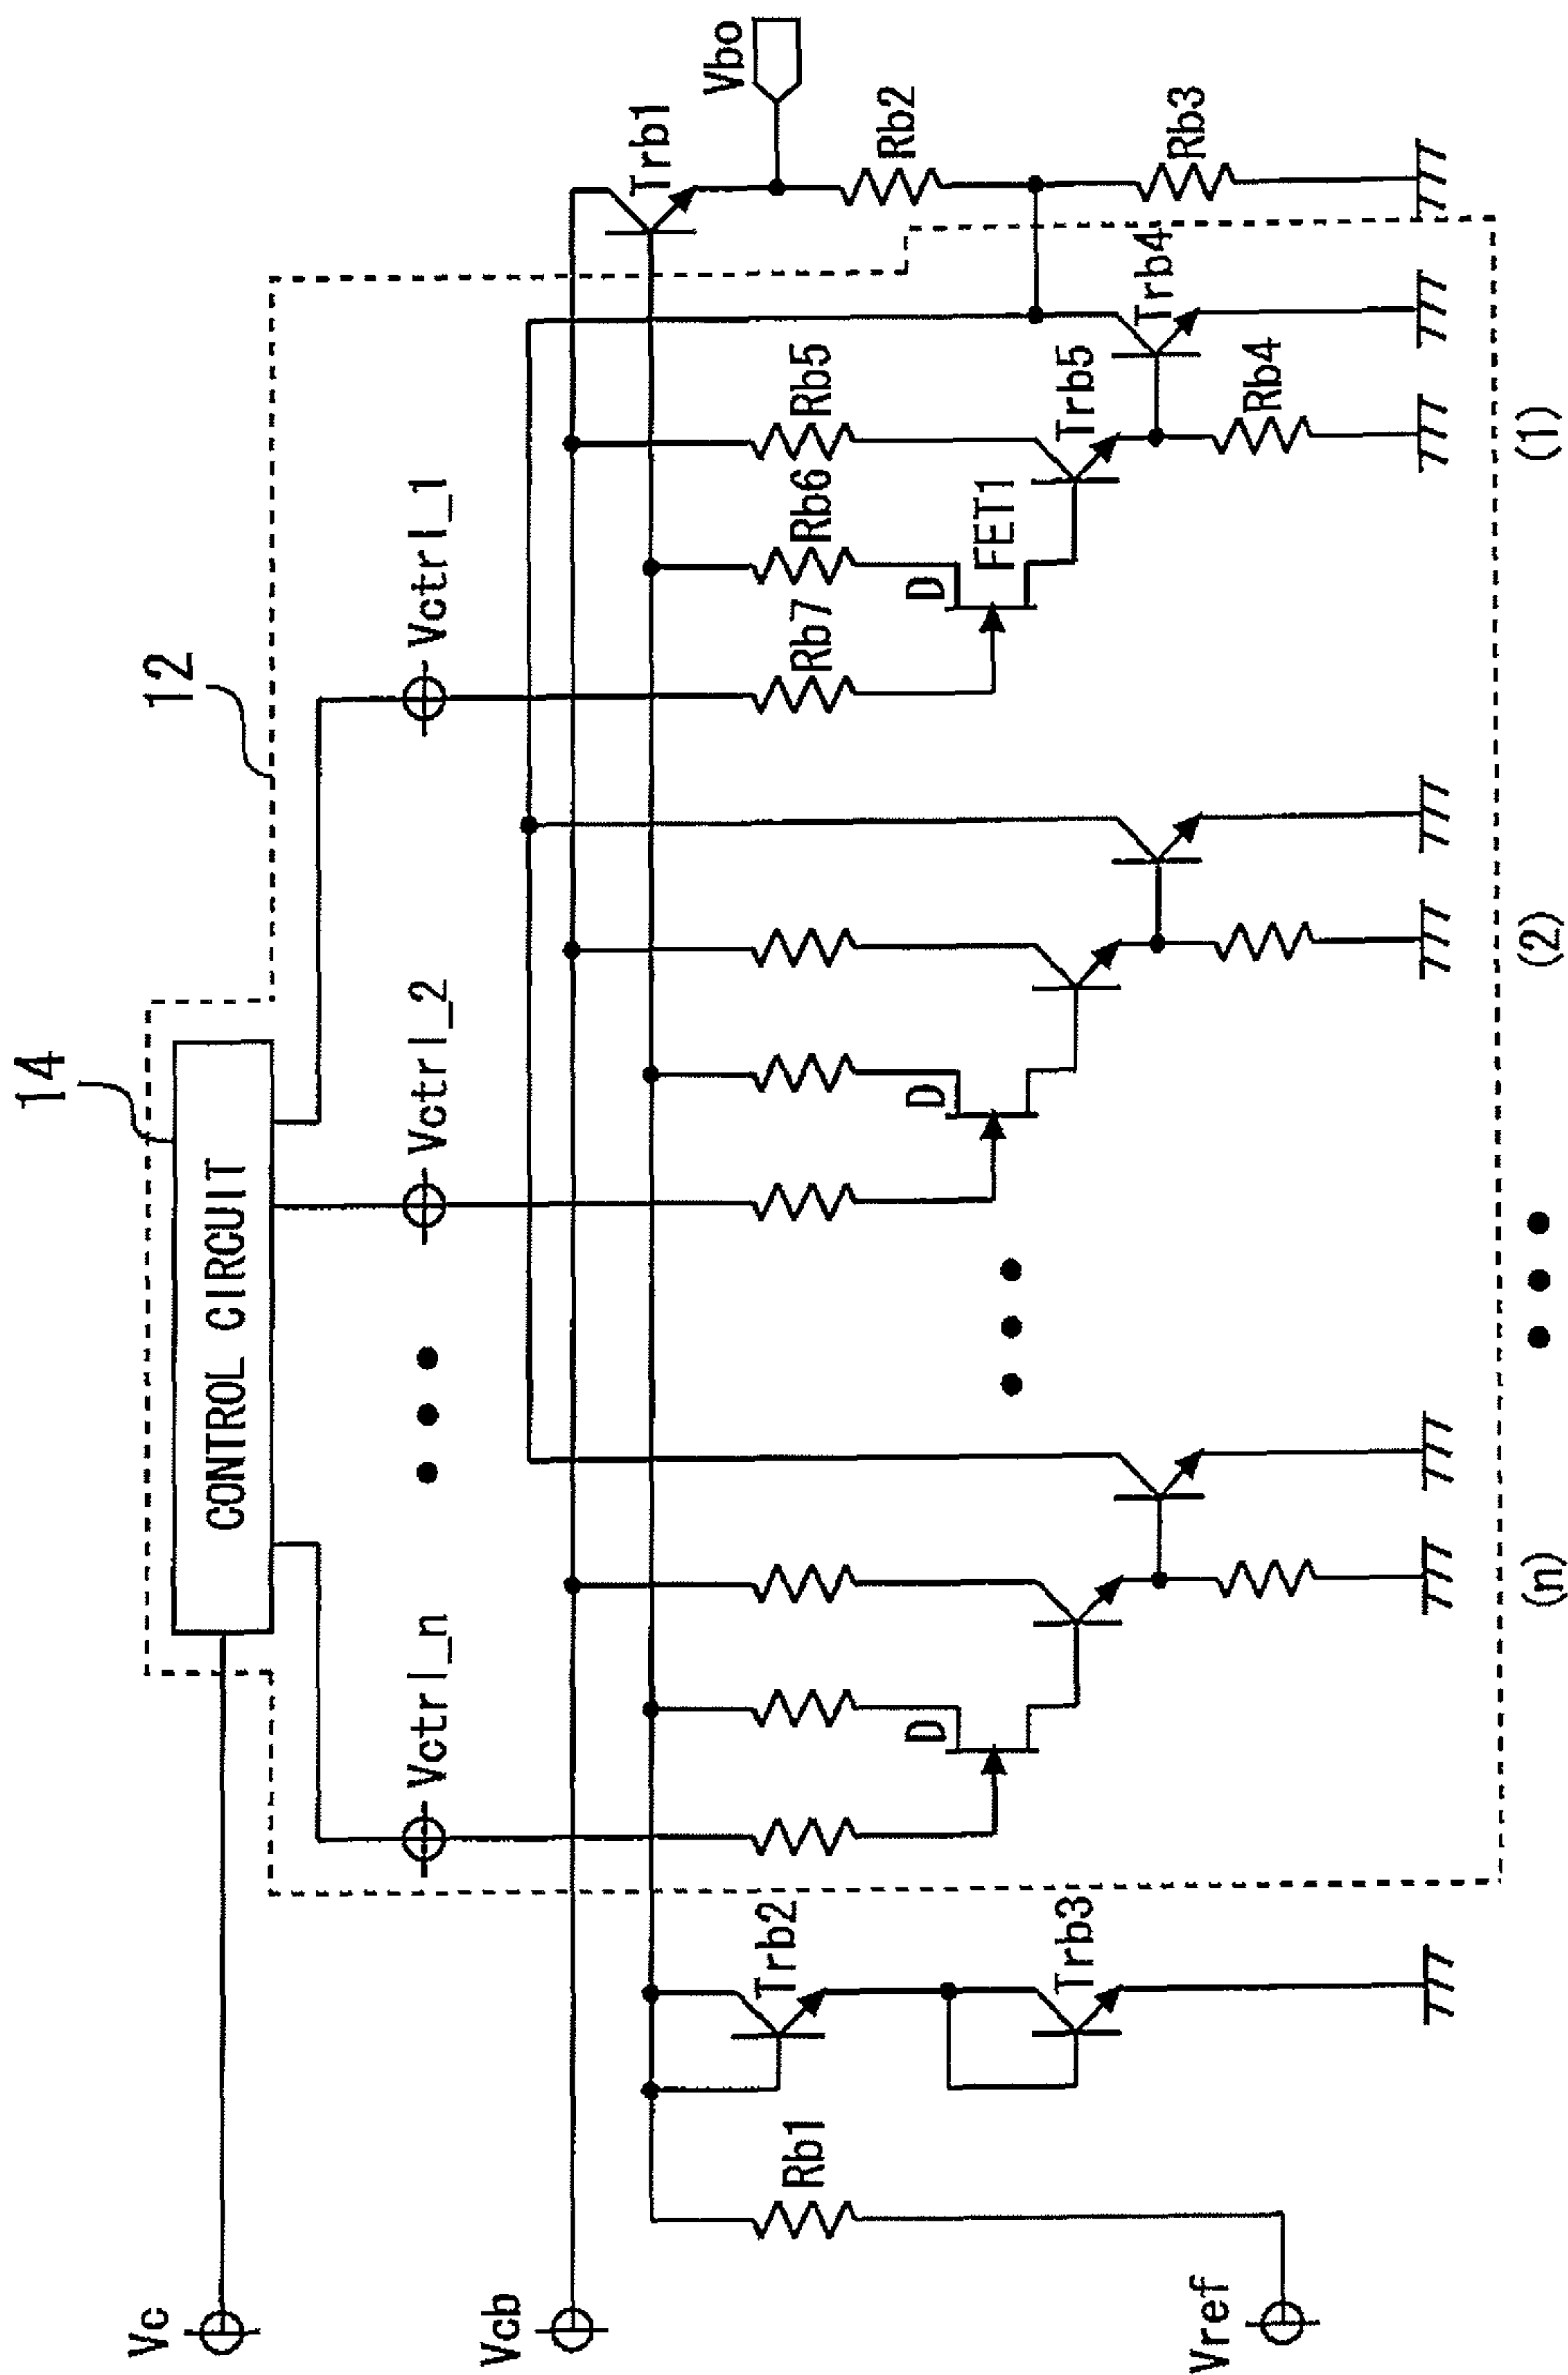 14
12
CONTROL CIRCUIT
Vc
Vctrl_n
Vctrl_2
Vctrl_1
Vcb
Vbo
Trb1
Rb1
Trb2
Rb7
Rb6
Rb5
Rb2
D
D
D
FET1
Trb3
Trb5
Trb4
Rb3
Rb4
Vref
(n)
(2)
(1)